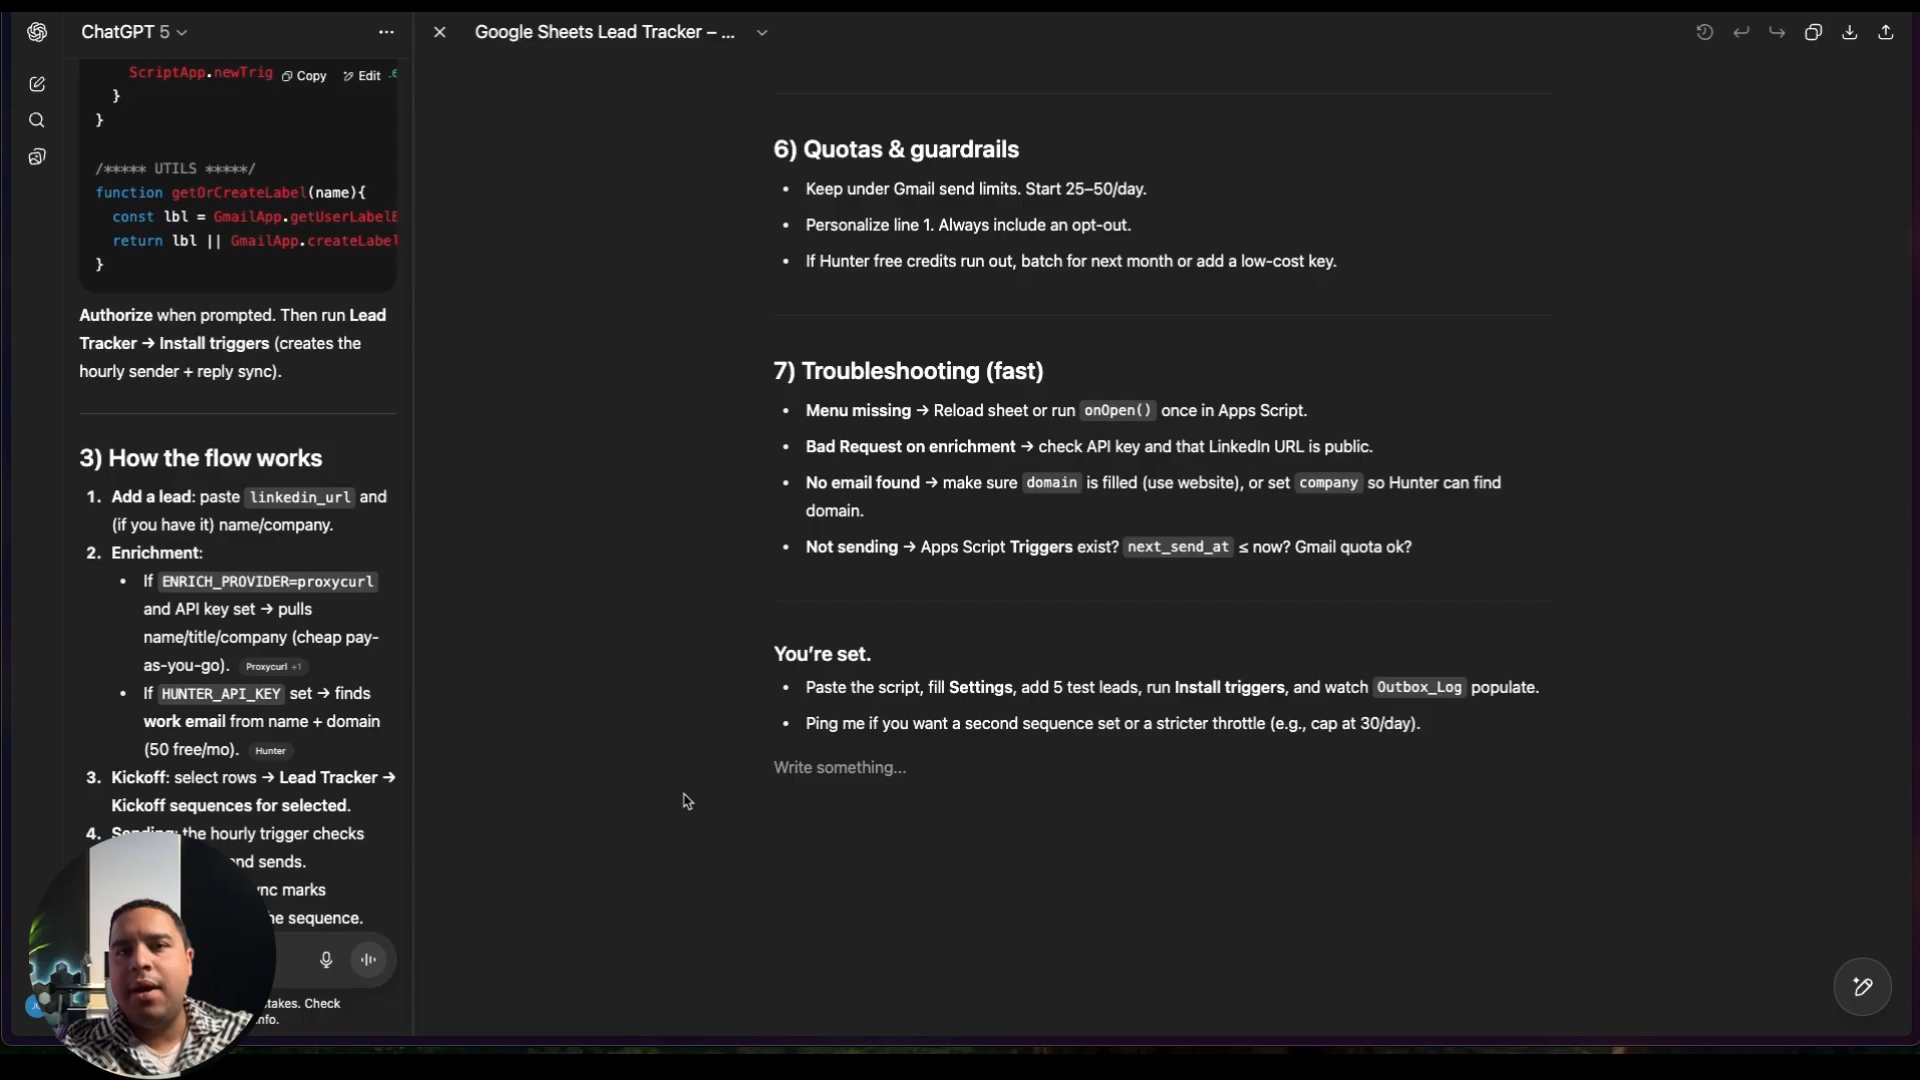 ChatGPT 5
ScriptApp.newTrig
Copy
Edit
}
}
/***** UTILS *****/
function getOrCreateLabel(name){
const lbl = GmailApp.getUserLabelB
return lbl || GmailApp.createLabel
}
Authorize when prompted. Then run Lead
Tracker → Install triggers (creates the
hourly sender + reply sync).
3) How the flow works
1. Add a lead: paste linkedin_url and
(if you have it) name/company.
2. Enrichment:
• If ENRICH_PROVIDER=proxycurl
and API key set → pulls
name/title/company (cheap pay-
as-you-go). Proxycurl +1
• If HUNTER_API_KEY set → finds
work email from name + domain
(50 free/mo). Hunter
3. Kickoff: select rows → Lead Tracker →
Kickoff sequences for selected.
4. Sending: the hourly trigger checks
nd sends.
nc marks
he sequence.
takes. Check
nfo.
Google Sheets Lead Tracker – ...
6) Quotas & guardrails
• Keep under Gmail send limits. Start 25–50/day.
• Personalize line 1. Always include an opt-out.
• If Hunter free credits run out, batch for next month or add a low-cost key.
7) Troubleshooting (fast)
• Menu missing → Reload sheet or run onOpen() once in Apps Script.
• Bad Request on enrichment → check API key and that LinkedIn URL is public.
• No email found → make sure domain is filled (use website), or set company so Hunter can find
domain.
• Not sending → Apps Script Triggers exist? next_send_at ≤ now? Gmail quota ok?
You're set.
• Paste the script, fill Settings, add 5 test leads, run Install triggers, and watch Outbox_Log populate.
• Ping me if you want a second sequence set or a stricter throttle (e.g., cap at 30/day).
Write something...